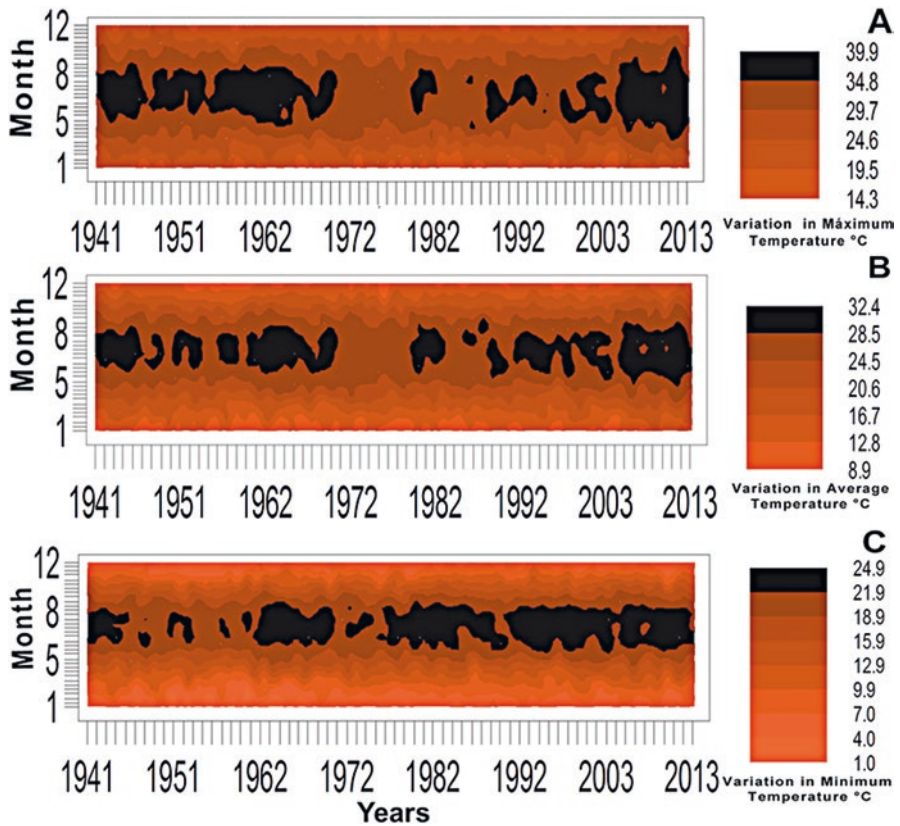 A
12
8
5
1
Month
1941 1951 1962 1972 1982 1992 2003 2013
39.9
34.8
29.7
24.6
19.5
14.3
Variation in Máximum
Temperature °C
B
12
8
5
1
Month
1941 1951 1962 1972 1982 1992 2003 2013
32.4
28.5
24.5
20.6
16.7
12.8
8.9
Variation in Average
Temperature °C
C
12
8
5
1
Month
1941 1951 1962 1972 1982 1992 2003 2013
Years
24.9
21.9
18.9
15.9
12.9
9.9
7.0
4.0
1.0
Variation in Minimum
Temperature °C